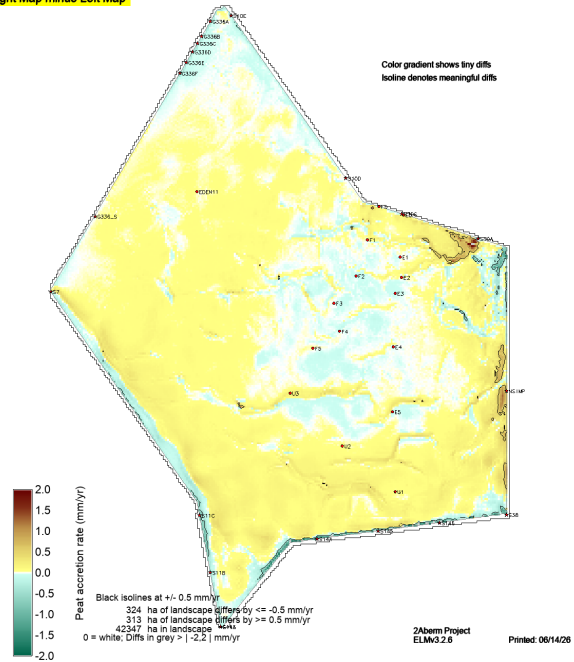 ght Map minus Left Map
S10E
G336A
G336B
G336C
G336D
G336E
G336F
Color gradient shows tiny diffs
Isoline denotes meaningful diffs
S10D
EDEN11
G336_S
F1
E1
F2
E2
E3
S7
F3
F4
F5
E4
NSIMP
U3
E5
U2
U1
2.0
1.5
1.0
0.5
0.0
-0.5
-1.0
-1.5
-2.0
Peat accretion rate (mm/yr)
S11C
S38
S11B
Black isolines at +/- 0.5 mm/yr
324 ha of landscape differs by <= -0.5 mm/yr
313 ha of landscape differs by >= 0.5 mm/yr
42347 ha in landscape
0 = white; Diffs in grey > | -2,2 | mm/yr
2Aberm Project
ELMv3.2.6
Printed: 06/14/26